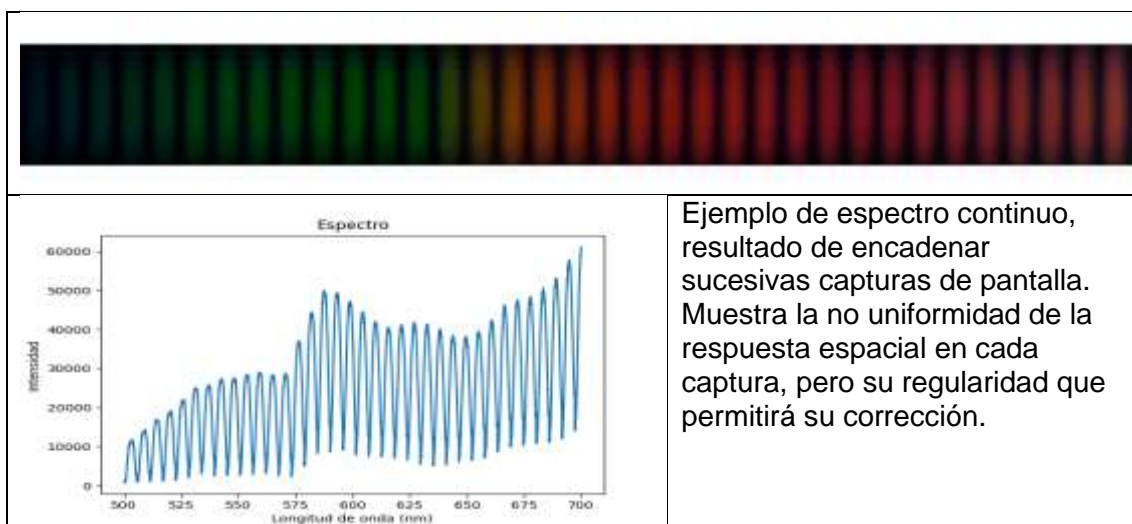 Espectro
60000
50000
40000
30000
20000
10000
0
Intensidad
500 525 550 575 600 625 650 675 700
Longitud de onda (nm)
Ejemplo de espectro continuo,
resultado de encadenar
sucesivas capturas de pantalla.
Muestra la no uniformidad de la
respuesta espacial en cada
captura, pero su regularidad que
permitirá su corrección.